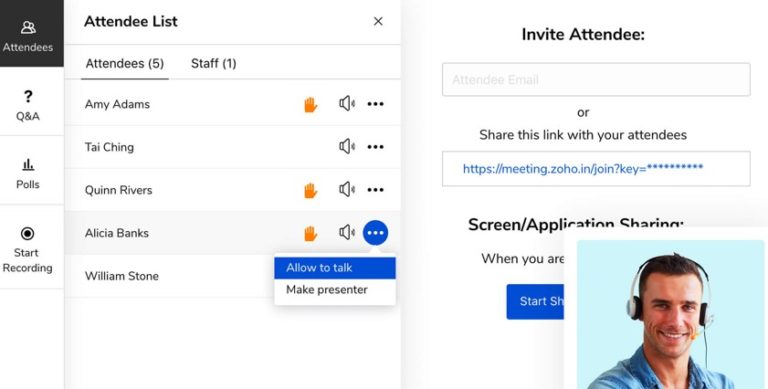 Attendees
Q&A
Polls
Start
Recording
Attendee List
Attendees (5)
Staff (1)
Amy Adams
Tai Ching
Quinn Rivers
Alicia Banks
William Stone
Allow to talk
Make presenter
Invite Attendee:
Attendee Email
or
Share this link with your attendees
https://meeting.zoho.in/join?key=**********
Screen/Application Sharing:
When you are
Start Sh